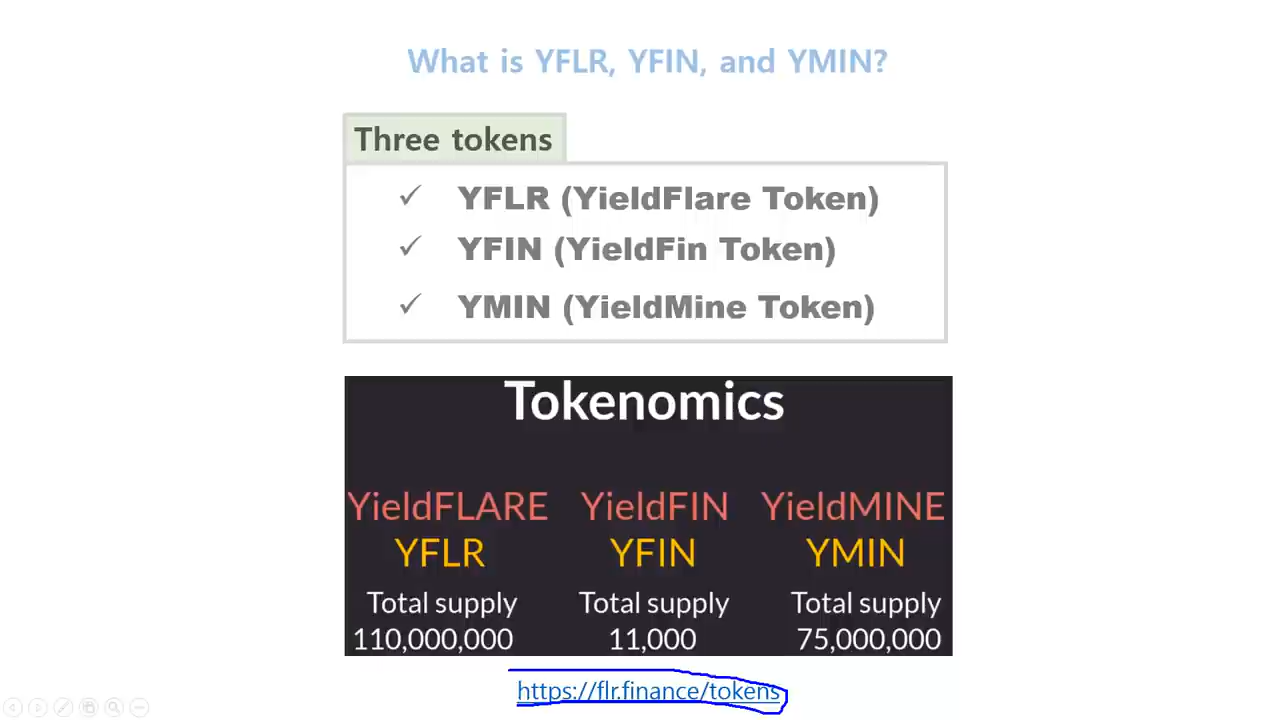 What is YFLR, YFIN, and YMIN?
Three tokens
✓ YFLR (YieldFlare Token)
✓ YFIN (YieldFin Token)
✓ YMIN (YieldMine Token)
Tokenomics
YieldFLARE YieldFIN YieldMINE
YFLR YFIN YMIN
Total supply Total supply Total supply
110,000,000 11,000 75,000,000
https://flr.finance/tokens